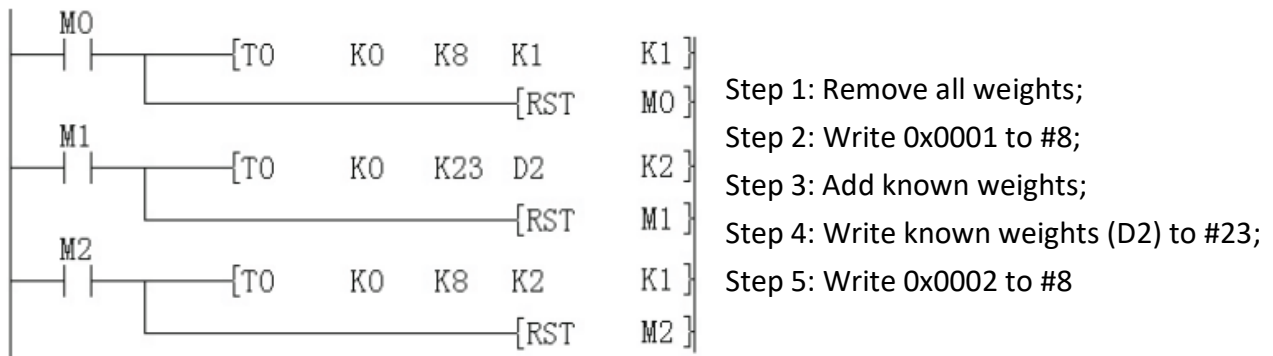 M0
[TO K0 K8 K1 K1]
[RST M0]
M1
[TO K0 K23 D2 K2]
[RST M1]
M2
[TO K0 K8 K2 K1]
[RST M2]
Step 1: Remove all weights;
Step 2: Write 0x0001 to #8;
Step 3: Add known weights;
Step 4: Write known weights (D2) to #23;
Step 5: Write 0x0002 to #8